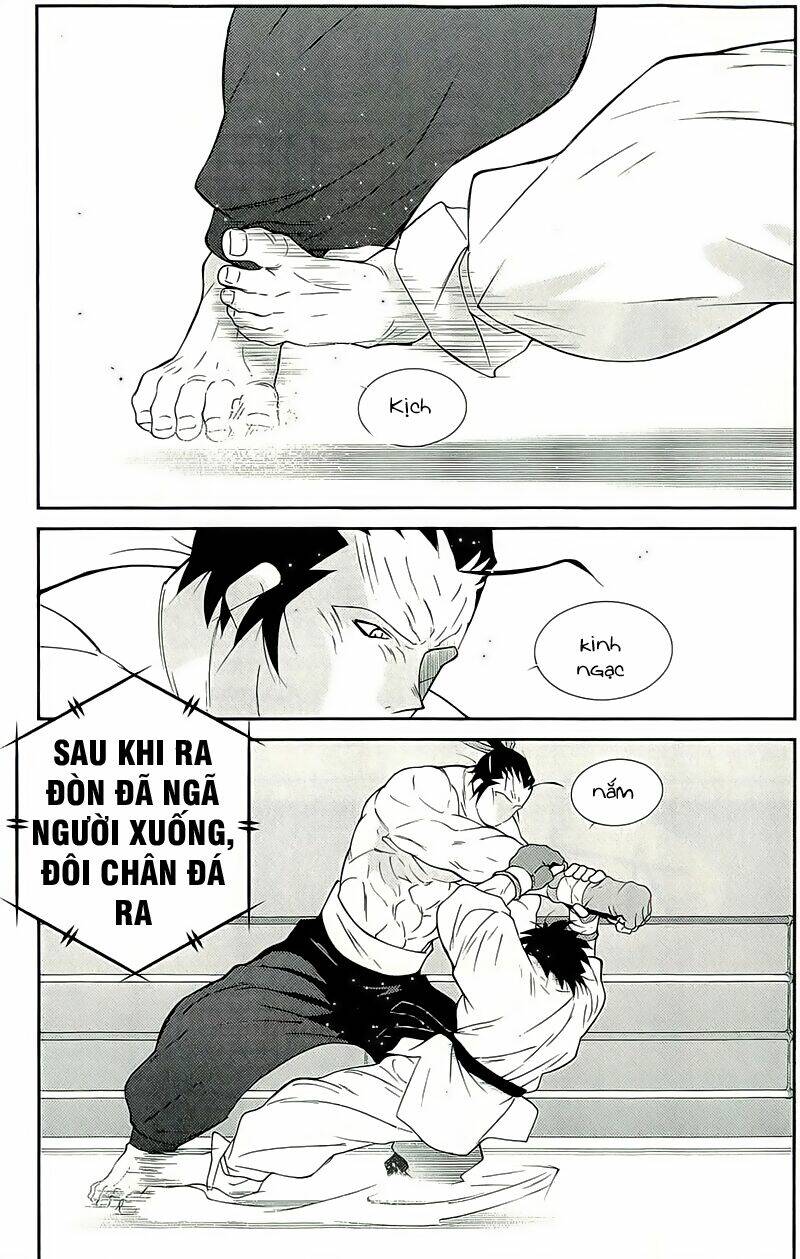 Kịch
kinh
ngạc
SAU KHI RA
ĐÒN ĐÃ NGÃ
NGƯỜI XUỐNG,
ĐÔI CHÂN ĐÁ
RA
nắm